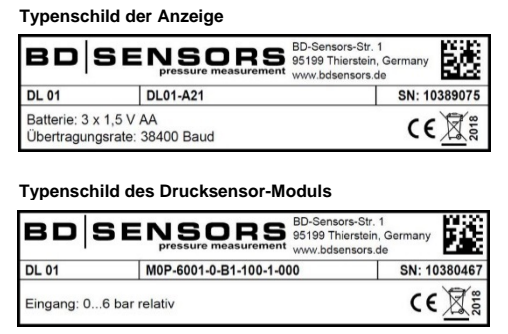 Typenschild der Anzeige
BD|SENSORS
pressure measurement
BD-Sensors-Str. 1
95199 Thierstein, Germany
www.bdsensors.de
DL 01 DL01-A21 SN: 10389075
Batterie: 3 x 1,5 V AA
Übertragungsrate: 38400 Baud
CE 2018
Typenschild des Drucksensor-Moduls
BD|SENSORS
pressure measurement
BD-Sensors-Str. 1
95199 Thierstein, Germany
www.bdsensors.de
DL 01 M0P-6001-0-B1-100-1-000 SN: 10380467
Eingang: 0...6 bar relativ
CE 2018